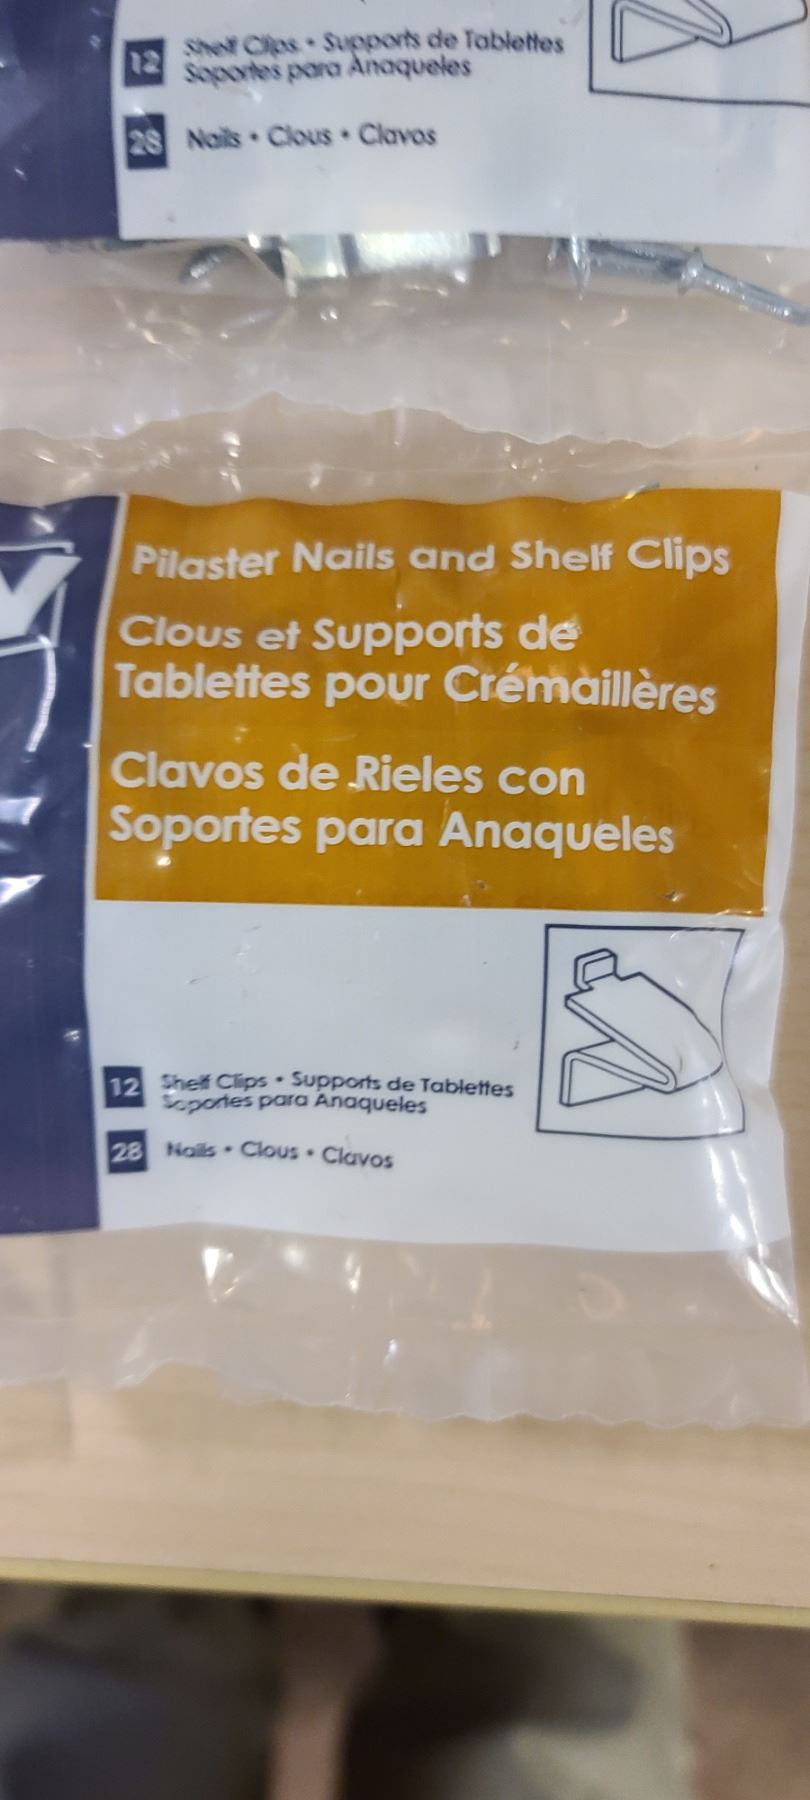 12 Shelf Clips • Supports de Tablettes
Soportes para Anaqueles
28 Nails • Clous • Clavos
Pilaster Nails and Shelf Clips
Clous et Supports de
Tablettes pour Crémaillères
Clavos de Rieles con
Soportes para Anaqueles
12 Shelf Clips • Supports de Tablettes
Soportes para Anaqueles
28 Nails • Clous • Clavos